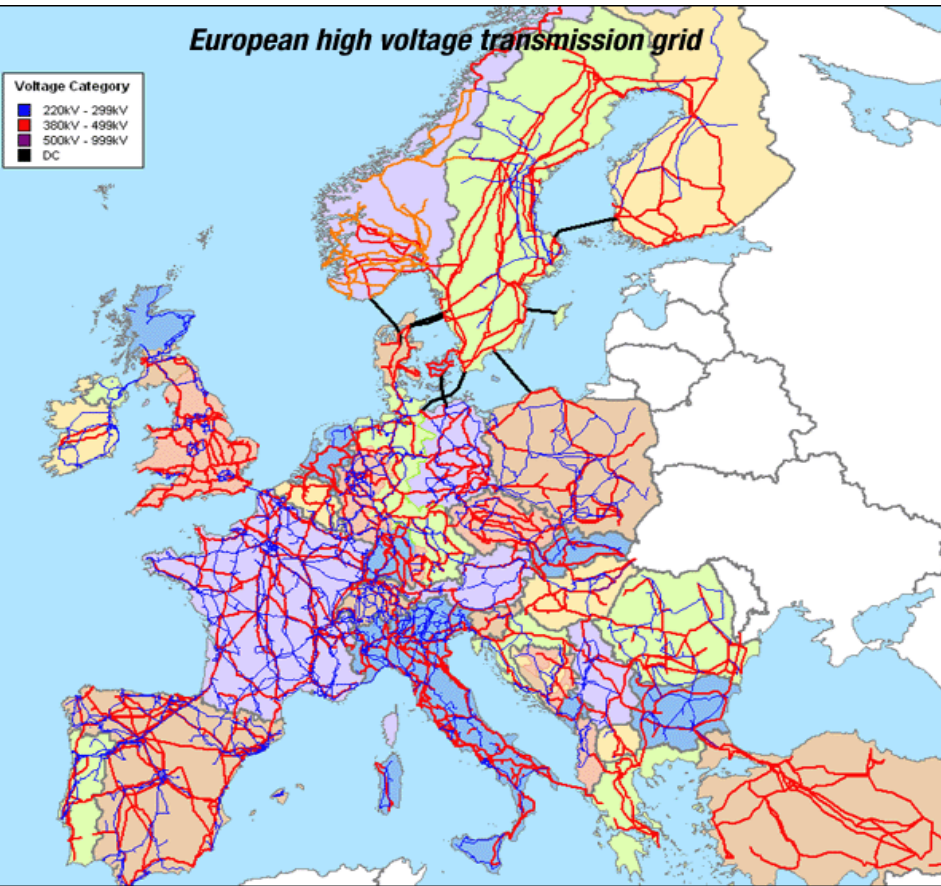 European high voltage transmission grid
Voltage Category
220kV - 299kV
380kV - 499kV
500kV - 999kV
DC